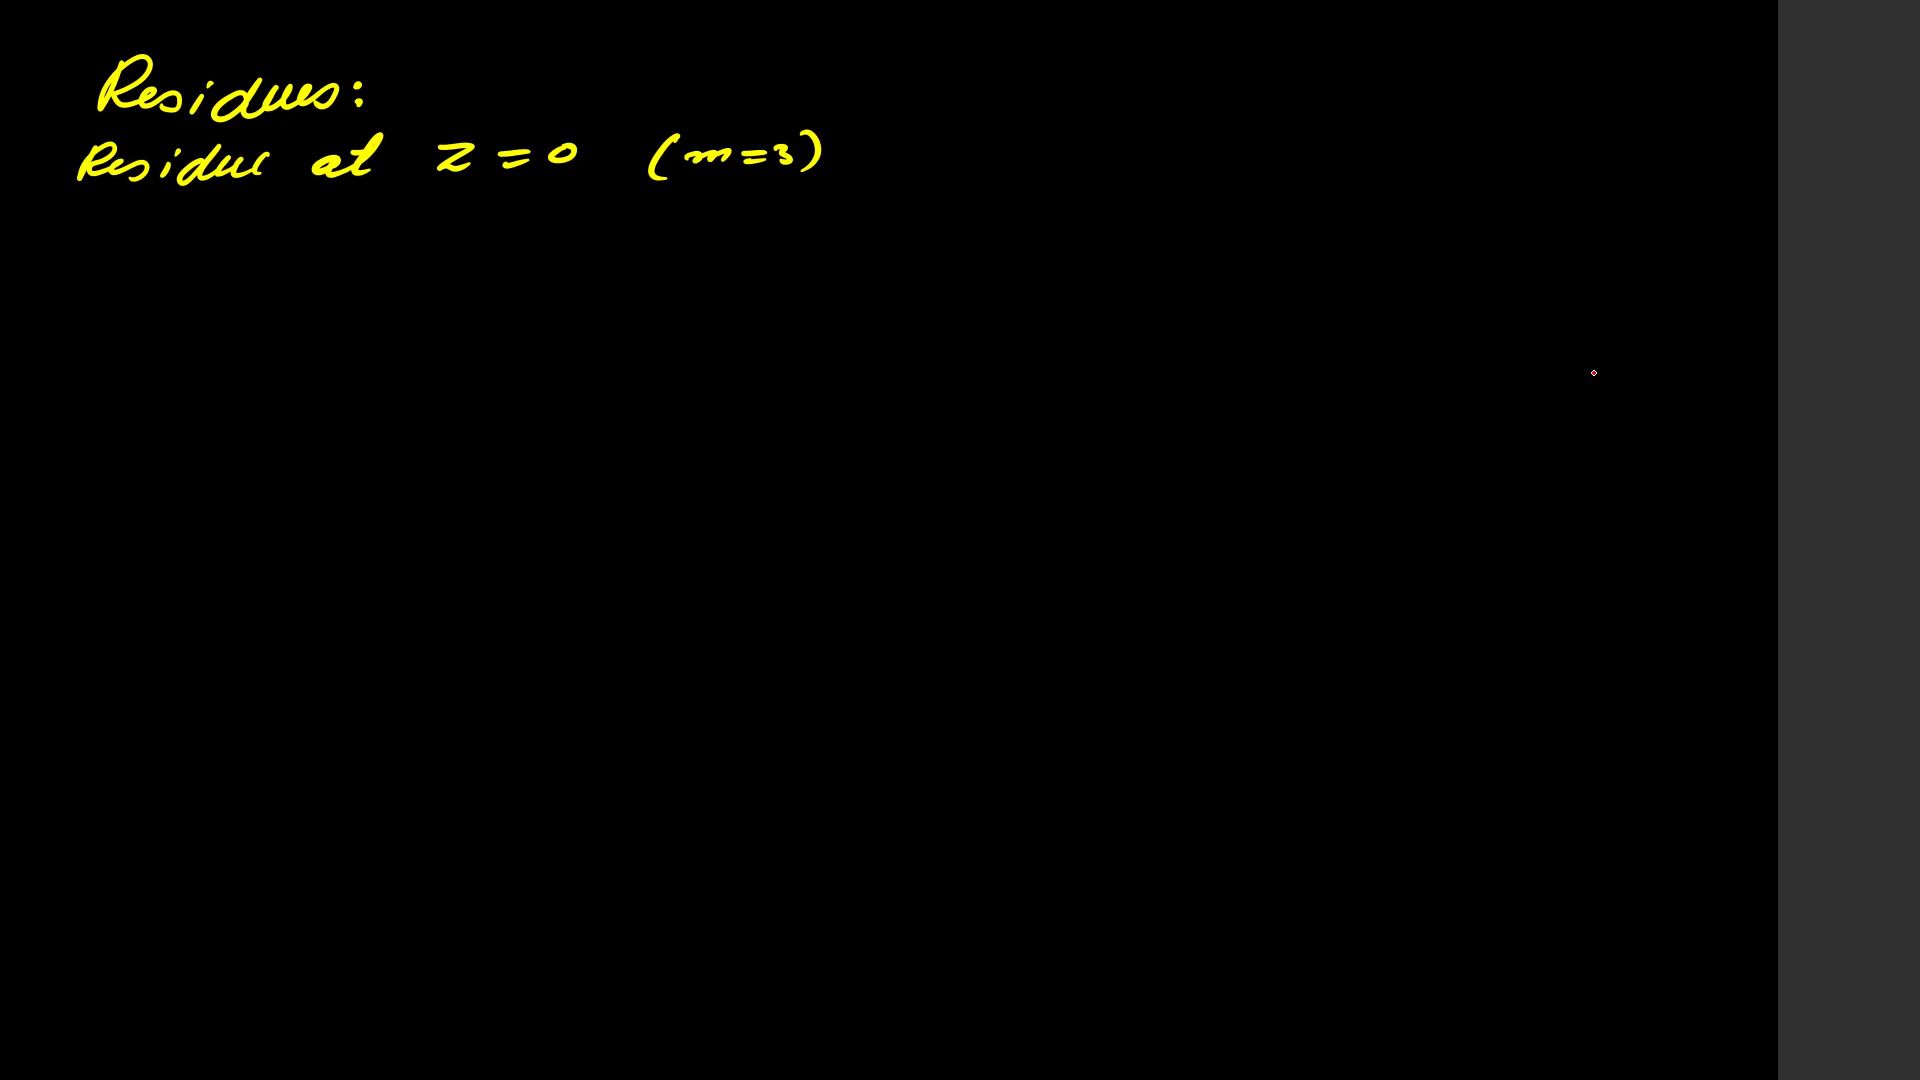 Residues:
Residue at z = 0 (m=3)